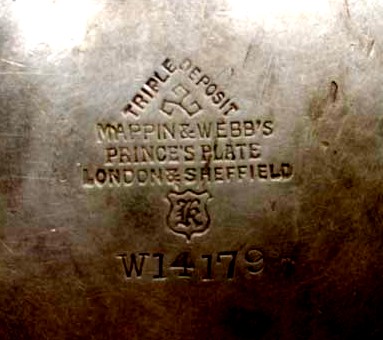 TRIPLE DEPOSIT
MAPPIN & WEBB'S
PRINCE'S PLATE
LONDON & SHEFFIELD
K
W14179